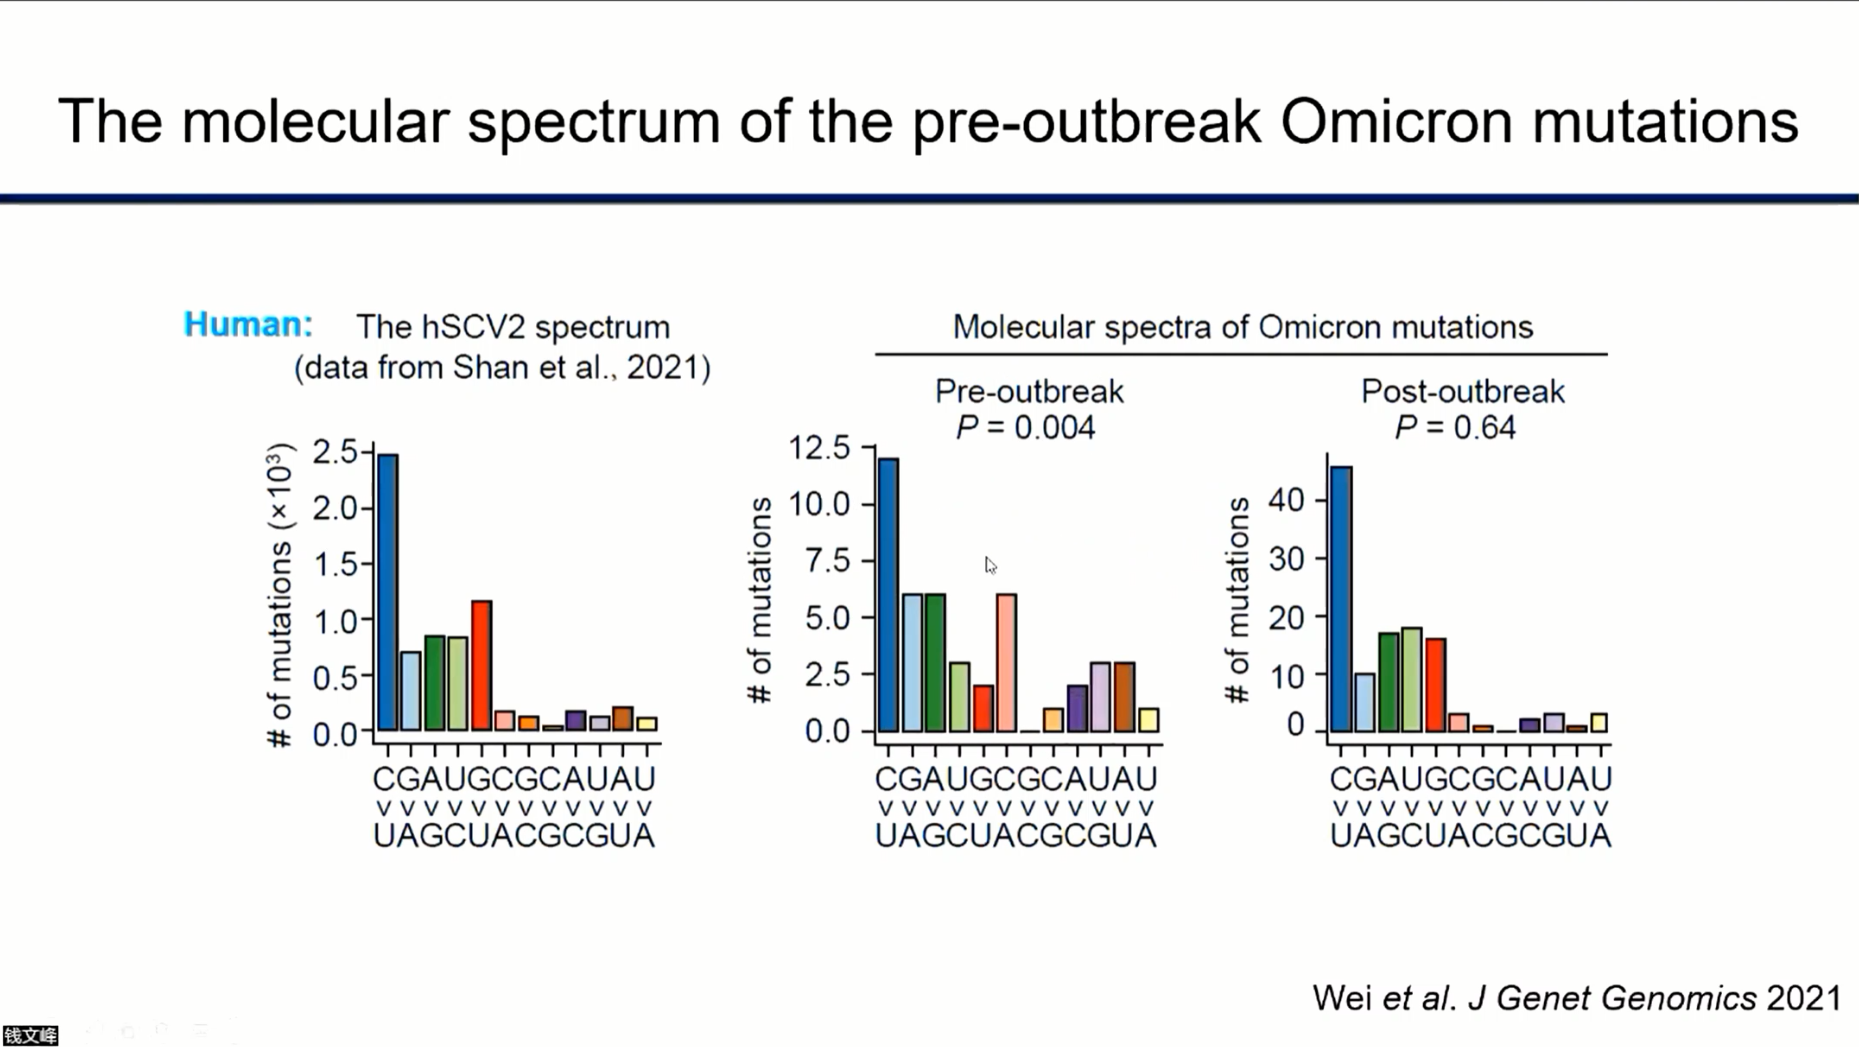 The molecular spectrum of the pre-outbreak Omicron mutations
Human:
The hSCV2 spectrum
(data from Shan et al., 2021)
# of mutations (×10³)
2.5
2.0
1.5
1.0
0.5
0.0
CGAUGCGCAUAU
>>>>>>>>>>>>
UAGCUACGCGUA
Molecular spectra of Omicron mutations
Pre-outbreak
P = 0.004
# of mutations
12.5
10.0
7.5
5.0
2.5
0.0
CGAUGCGCAUAU
>>>>>>>>>>>>
UAGCUACGCGUA
Post-outbreak
P = 0.64
# of mutations
40
30
20
10
0
CGAUGCGCAUAU
>>>>>>>>>>>>
UAGCUACGCGUA
Wei et al. J Genet Genomics 2021
钱文峰